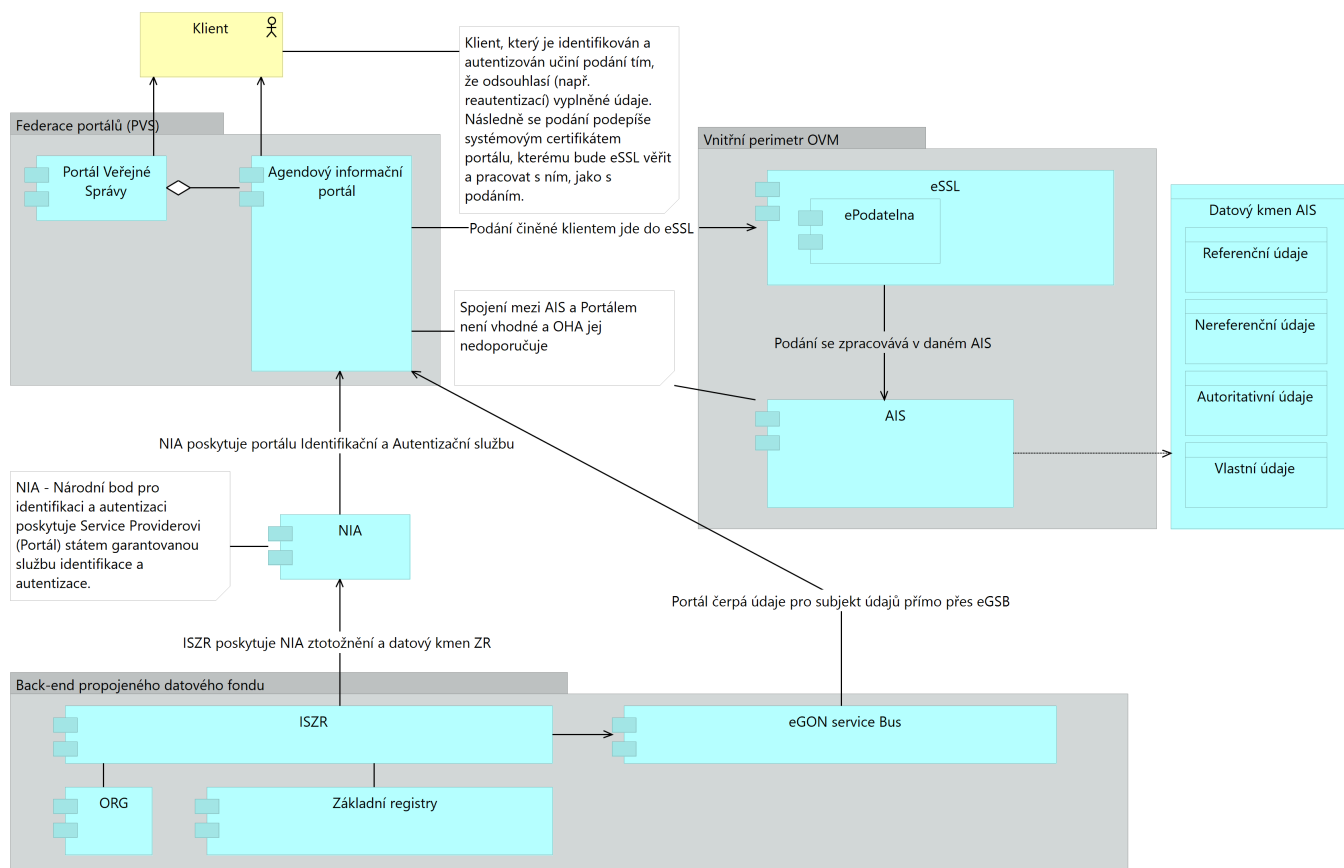 Klient
Klient, který je identifikován a
autentizován učiní podání tím,
že odsouhlasí (např.
reautentizací) vyplněné údaje.
Následně se podání podepíše
systémovým certifikátem
portálu, kterému bude eSSL věřit
a pracovat s ním, jako s
podáním.
Federace portálů (PVS)
Portál Veřejné
Správy
Agendový informační
portál
Vnitřní perimetr OVM
eSSL
ePodatelna
Datový kmen AIS
Referenční údaje
Nereferenční údaje
Autoritativní údaje
Vlastní údaje
Podání činěné klientem jde do eSSL
Spojení mezi AIS a Portálem
není vhodné a OHA jej
nedoporučuje
Podání se zpracovává v daném AIS
AIS
NIA poskytuje portálu Identifikační a Autentizační službu
NIA - Národní bod pro
identifikaci a autentizaci
poskytuje Service Providerovi
(Portál) státem garantovanou
službu identifikace a
autentizace.
NIA
Portál čerpá údaje pro subjekt údajů přímo přes eGSB
ISZR poskytuje NIA ztotožnění a datový kmen ZR
Back-end propojeného datového fondu
ISZR
eGON service Bus
ORG
Základní registry